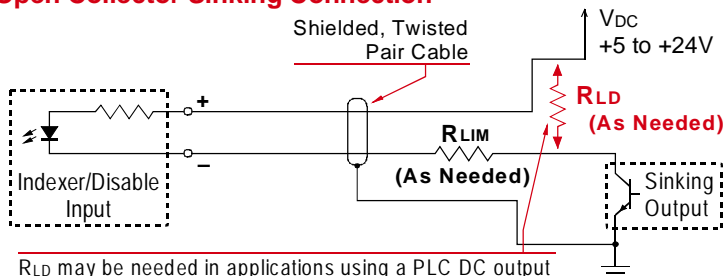 Open Collector Sinking Connection
Shielded, Twisted
Pair Cable
VDC
+5 to +24V
+
RLD
(As Needed)
RLIM
(As Needed)
–
Indexer/Disable
Input
Sinking
Output
RLD may be needed in applications using a PLC DC output